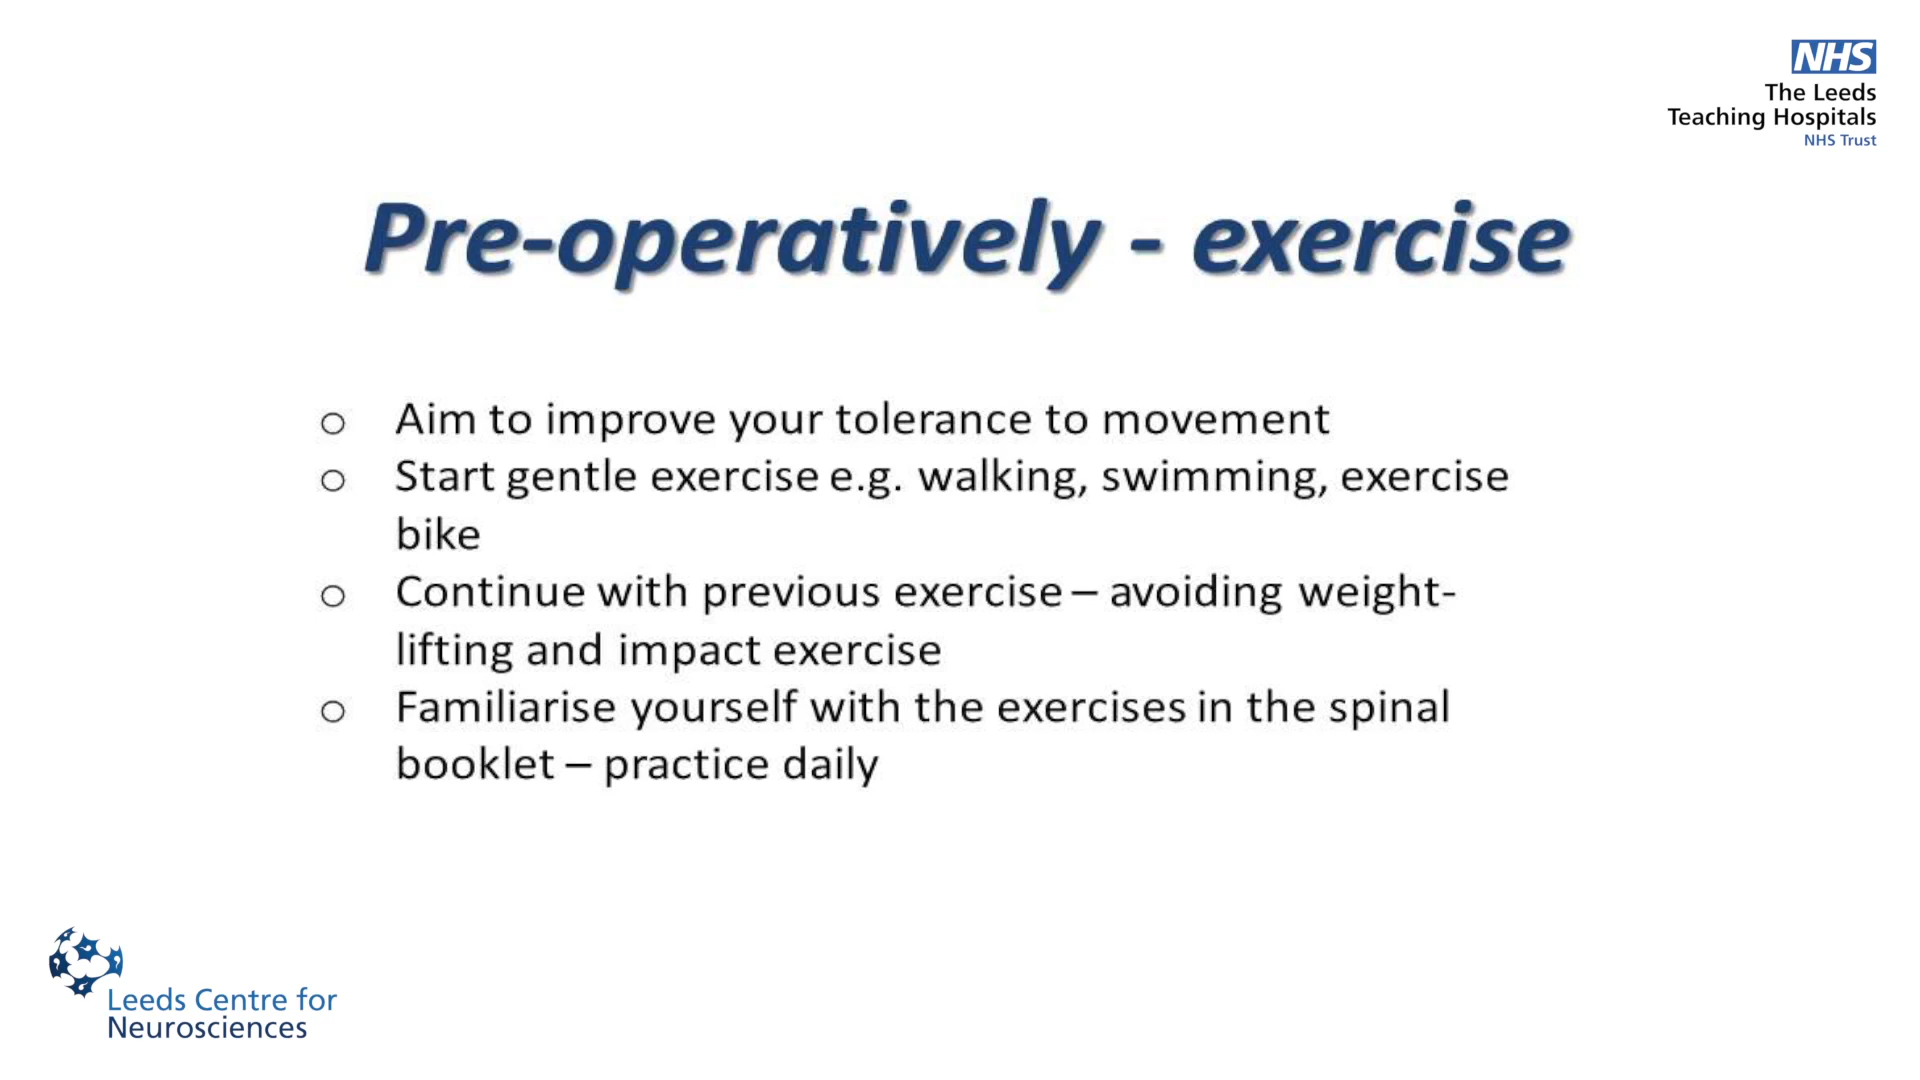 NHS
The Leeds
Teaching Hospitals
NHS Trust
Pre-operatively - exercise
o Aim to improve your tolerance to movement
o Start gentle exercise e.g. walking, swimming, exercise
bike
o Continue with previous exercise – avoiding weight-
lifting and impact exercise
o Familiarise yourself with the exercises in the spinal
booklet – practice daily
Leeds Centre for
Neurosciences